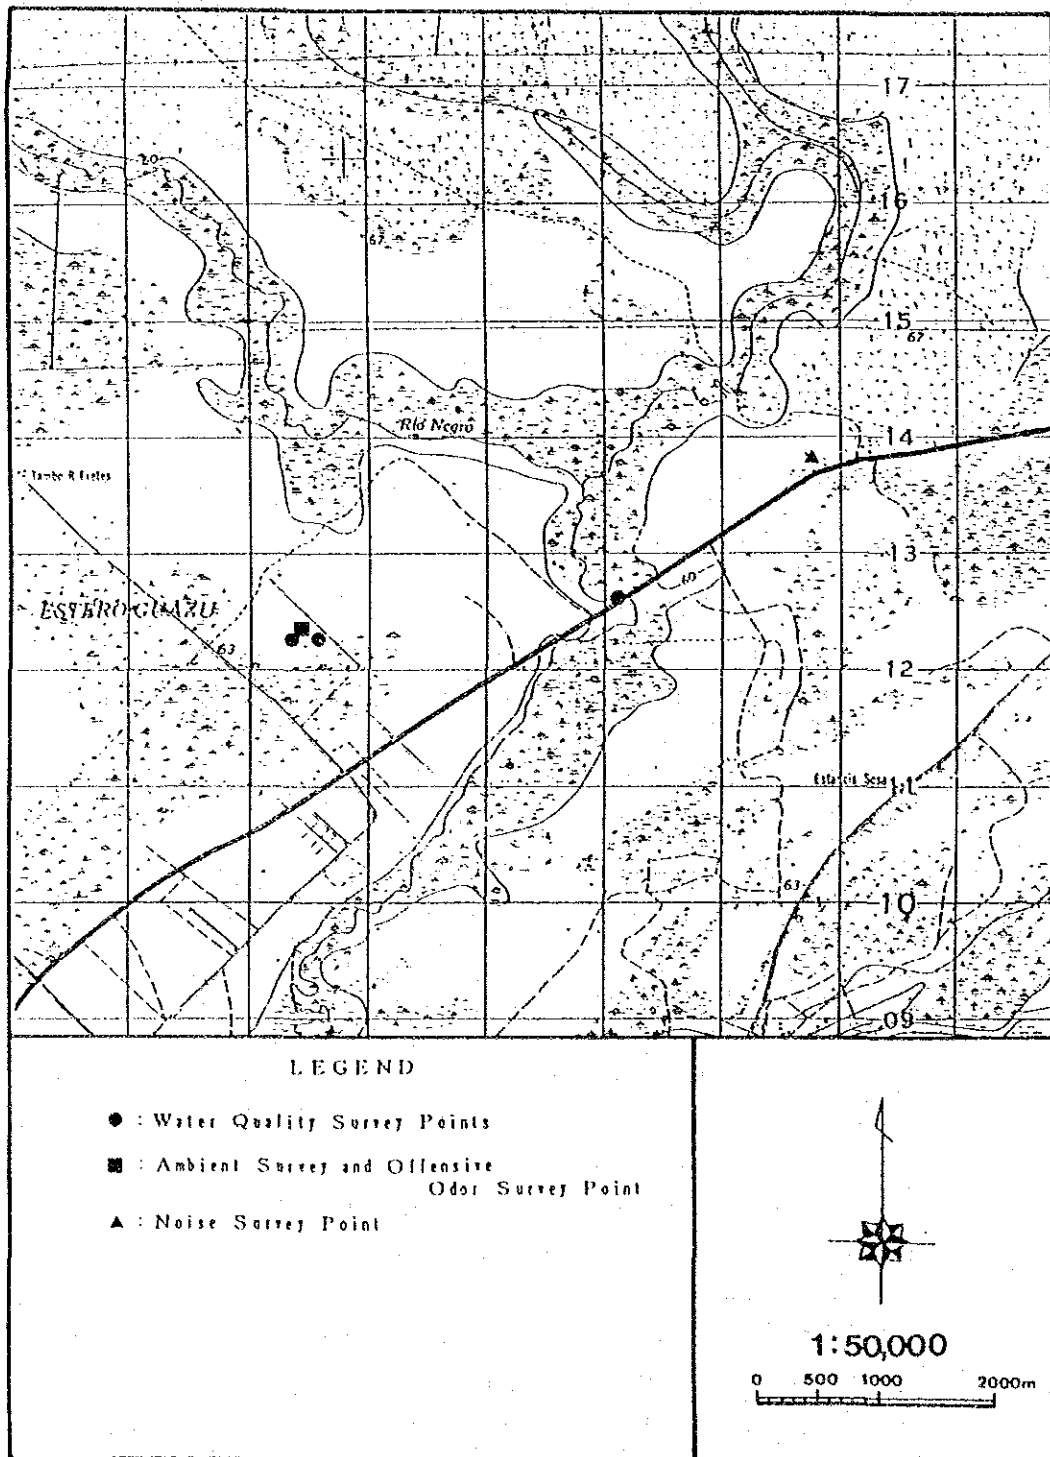 17
20
16
67
15
67
Río Negro
14
13
60
ESTERO GUAZU
63
12
11
63
10
09
LEGEND
● : Water Quality Survey Points
■ : Ambient Survey and Offensive
Odor Survey Point
▲ : Noise Survey Point
1:50,000
0 500 1000 2000m